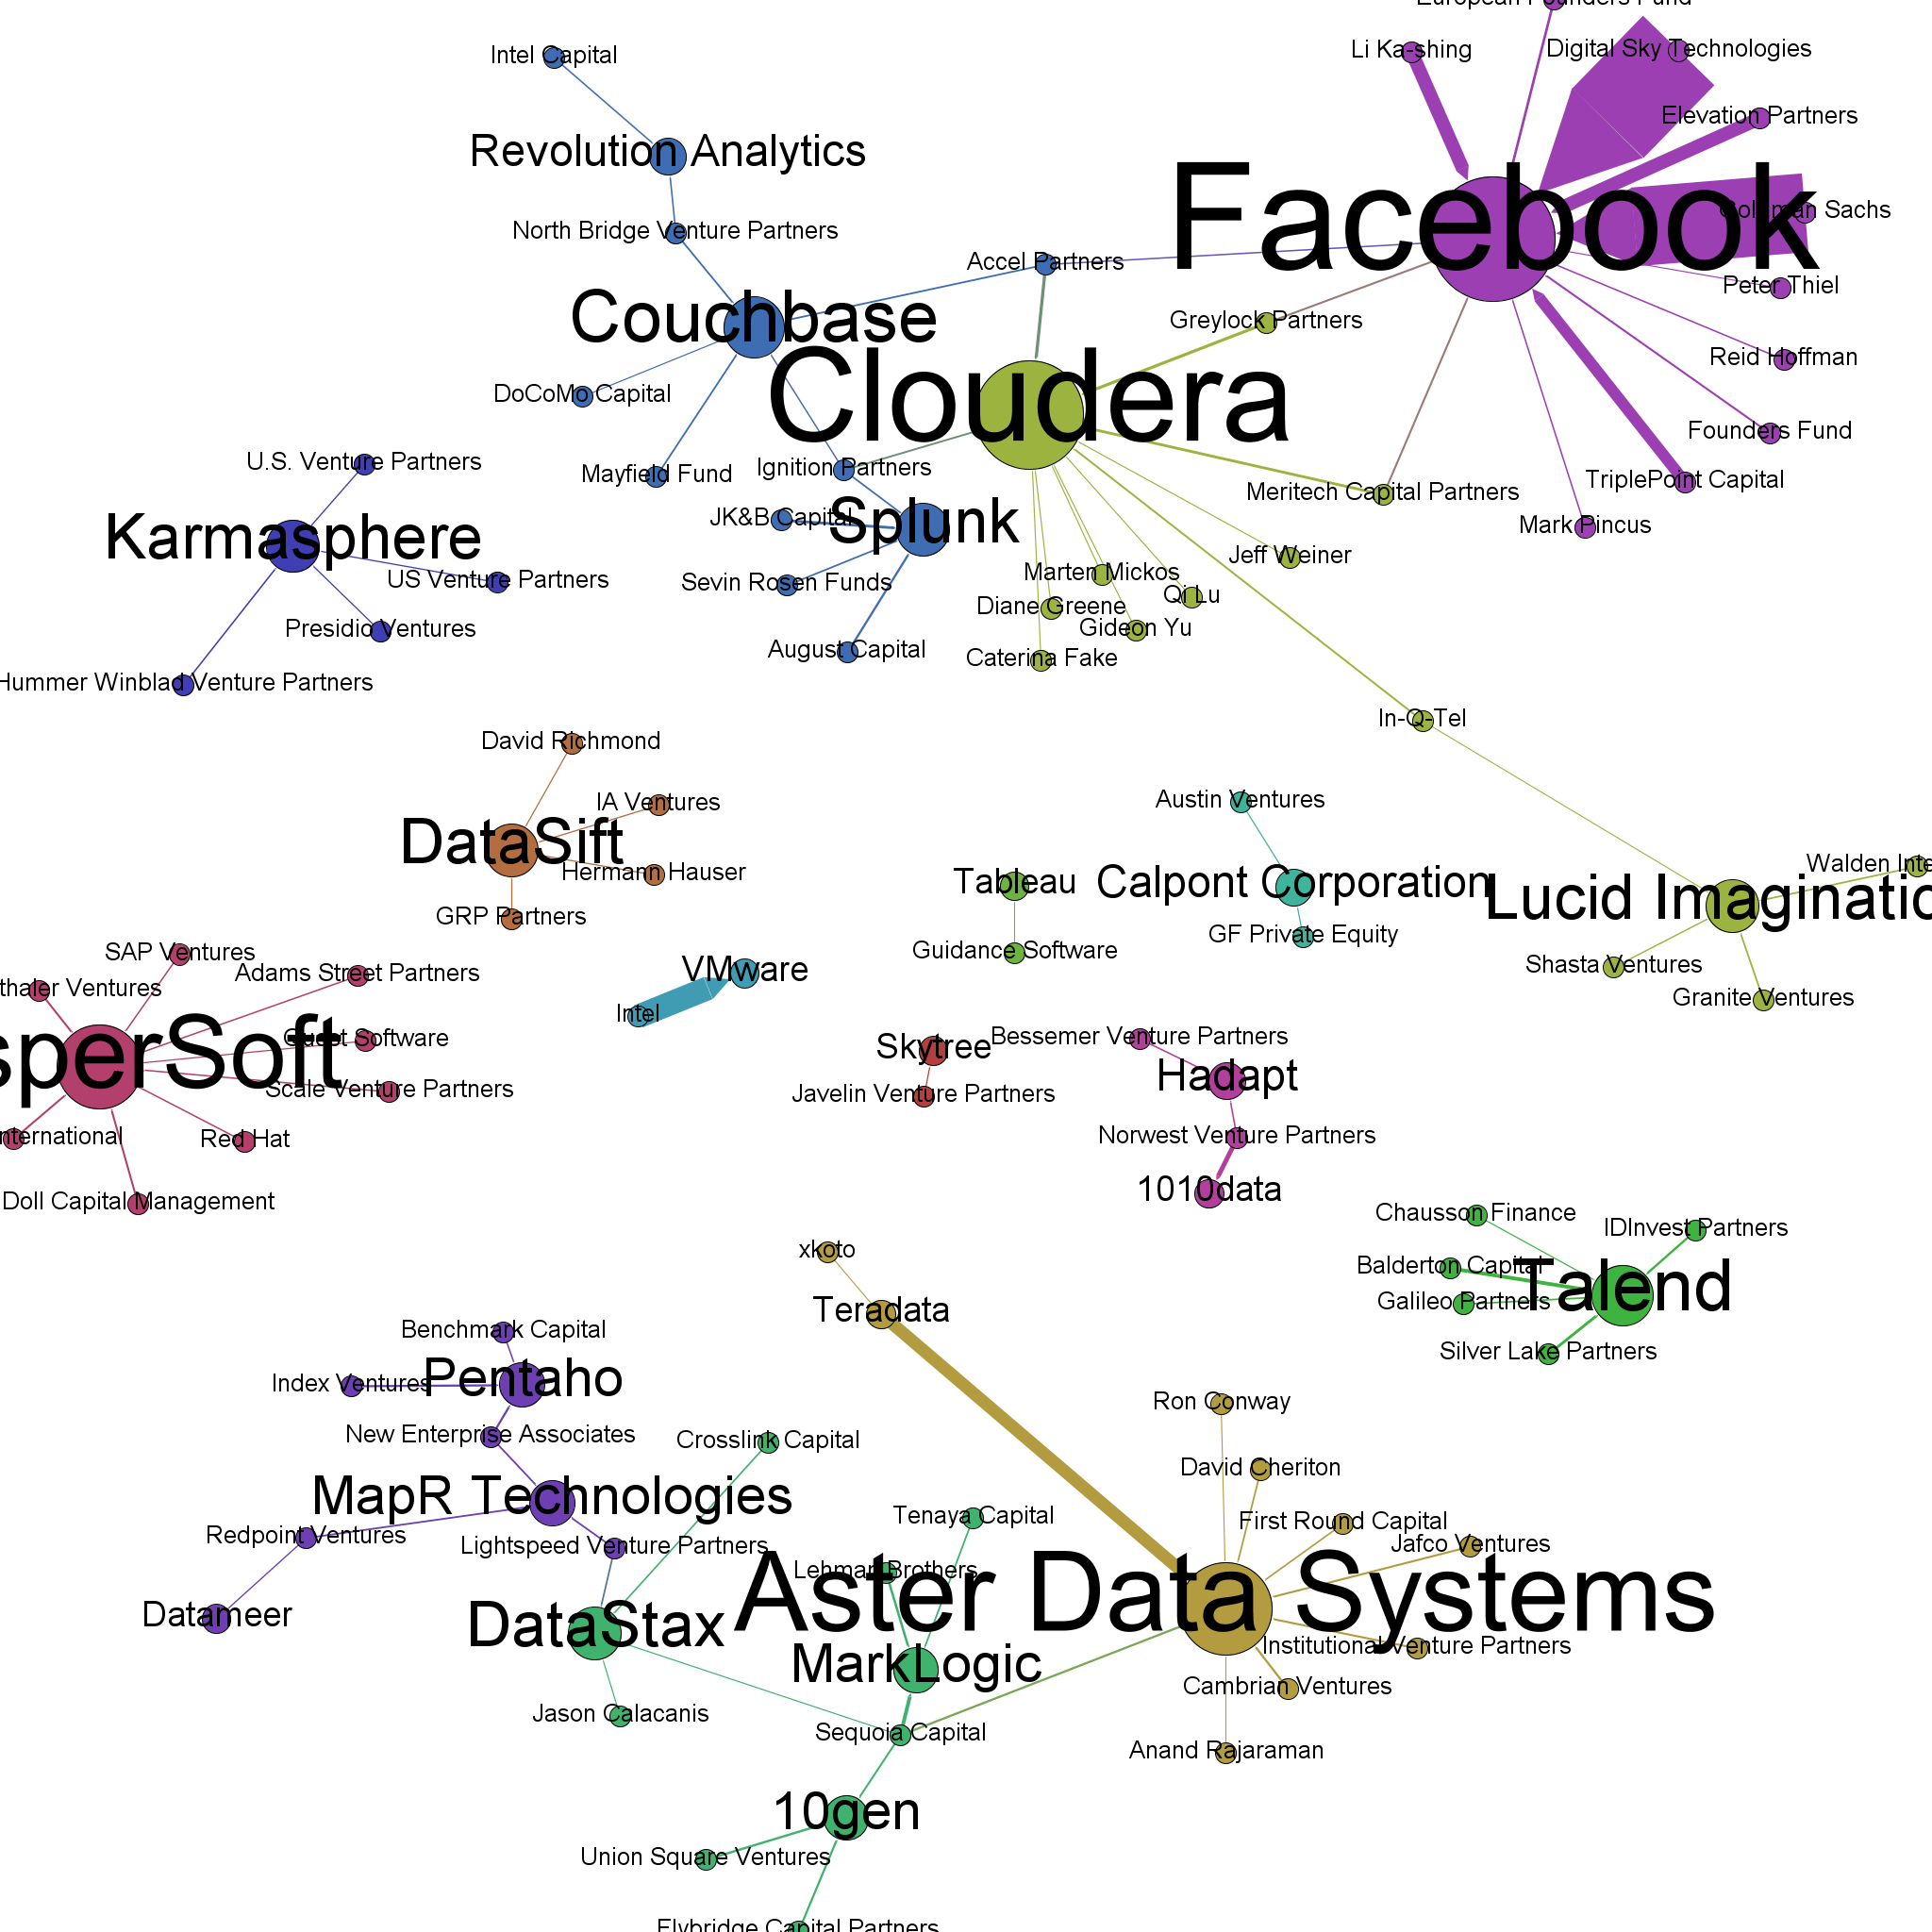 European Founders Fund
Intel Capital
Li Ka-shing
Digital Sky Technologies
Elevation Partners
Revolution Analytics
Goldman Sachs
North Bridge Venture Partners
Facebook
Accel Partners
Peter Thiel
Couchbase
Greylock Partners
Reid Hoffman
DoCoMo Capital
Cloudera
Founders Fund
U.S. Venture Partners
Mayfield Fund
Ignition Partners
TriplePoint Capital
Meritech Capital Partners
JK&B Capital
Splunk
Mark Pincus
Karmasphere
Jeff Weiner
US Venture Partners
Sevin Rosen Funds
Marten Mickos
Qi Lu
Diane Greene
Presidio Ventures
Gideon Yu
August Capital
Caterina Fake
Hummer Winblad Venture Partners
In-Q-Tel
David Richmond
IA Ventures
Austin Ventures
DataSift
Hermann Hauser
Walden Inte
Tableau
Calpont Corporation
Lucid Imaginatio
GRP Partners
Guidance Software
GF Private Equity
SAP Ventures
Adams Street Partners
Shasta Ventures
thaler Ventures
VMware
Granite Ventures
Intel
Quest Software
sperSoft
Skytree
Bessemer Venture Partners
Hadapt
Scale Venture Partners
Javelin Venture Partners
nternational
Red Hat
Norwest Venture Partners
1010data
Doll Capital Management
Chausson Finance
IDInvest Partners
xkoto
Balderton Capital
Talend
Galileo Partners
Teradata
Benchmark Capital
Silver Lake Partners
Index Ventures
Pentaho
Ron Conway
New Enterprise Associates
Crosslink Capital
David Cheriton
MapR Technologies
Tenaya Capital
First Round Capital
Redpoint Ventures
Lightspeed Venture Partners
Jafco Ventures
Lehman Brothers
Aster Data Systems
Datameer
DataStax
Institutional Venture Partners
MarkLogic
Cambrian Ventures
Jason Calacanis
Sequoia Capital
Anand Rajaraman
10gen
Union Square Ventures
Flybridge Capital Partners